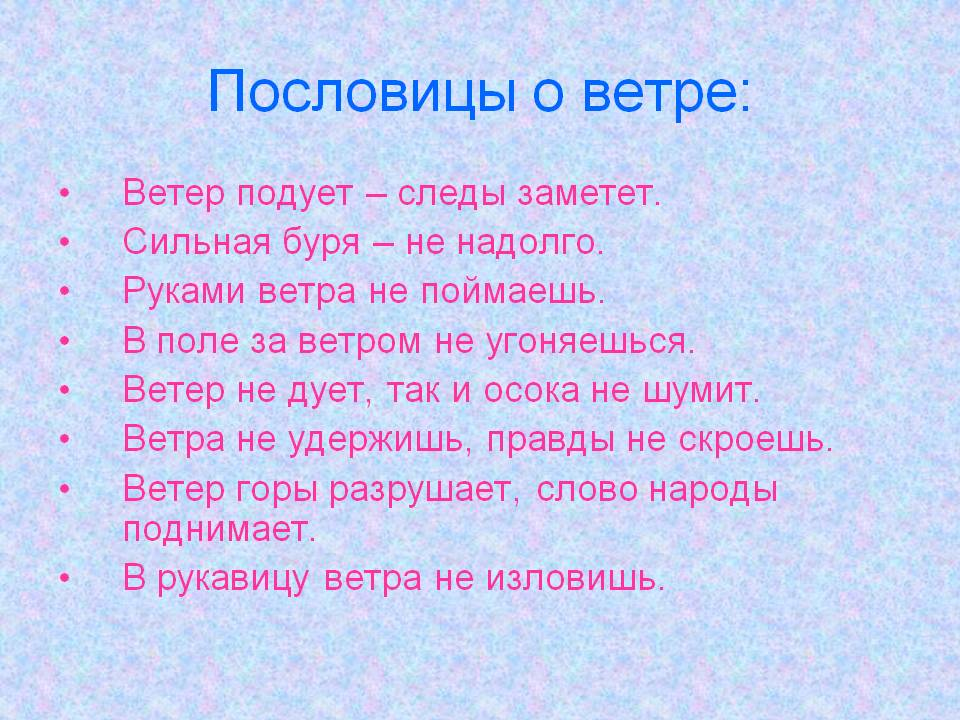 Пословицы о ветре:
• Ветер подует – следы заметет.
• Сильная буря – не надолго.
• Руками ветра не поймаешь.
• В поле за ветром не угоняешься.
• Ветер не дует, так и осока не шумит.
• Ветра не удержишь, правды не скроешь.
• Ветер горы разрушает, слово народы
поднимает.
• В рукавицу ветра не изловишь.